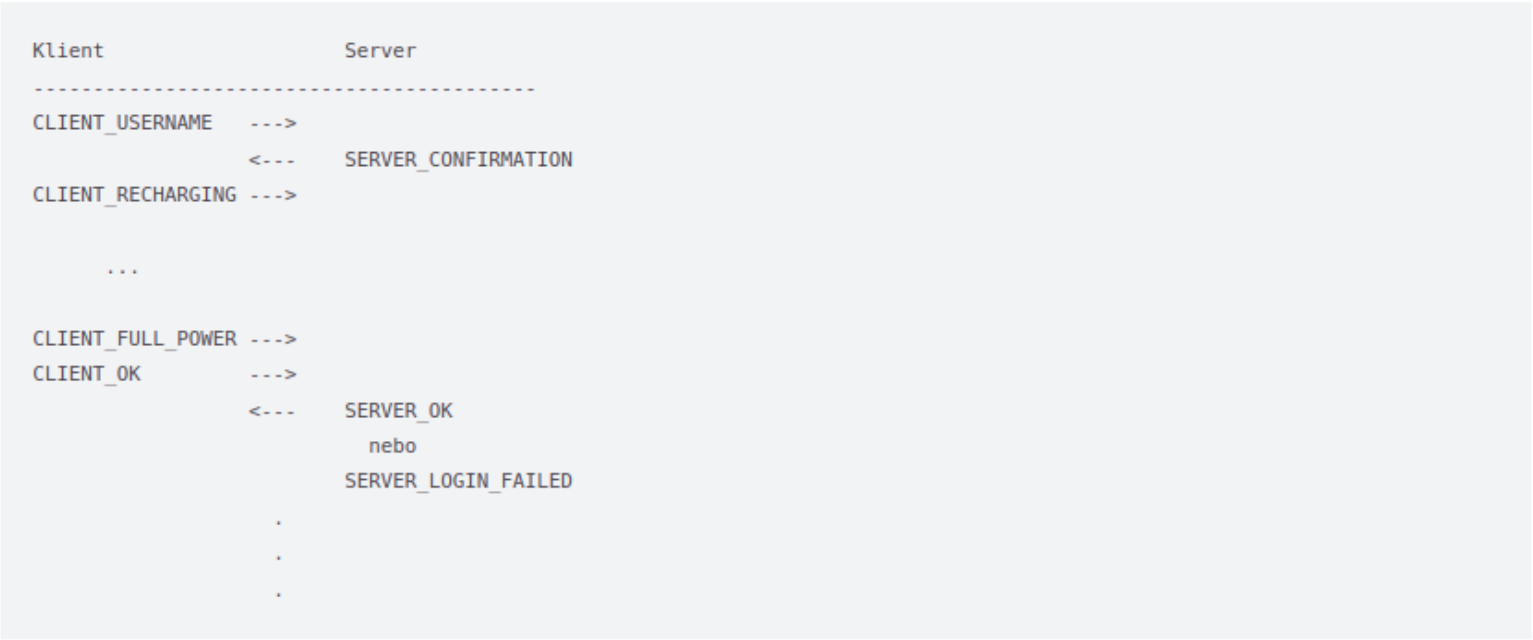 Klient                    Server
------------------------------------------
CLIENT_USERNAME   --->
                  <---    SERVER_CONFIRMATION
CLIENT_RECHARGING --->
      ...
CLIENT_FULL_POWER --->
CLIENT_OK         --->
                  <---    SERVER_OK
                            nebo
                          SERVER_LOGIN_FAILED
                    .
                    .
                    .